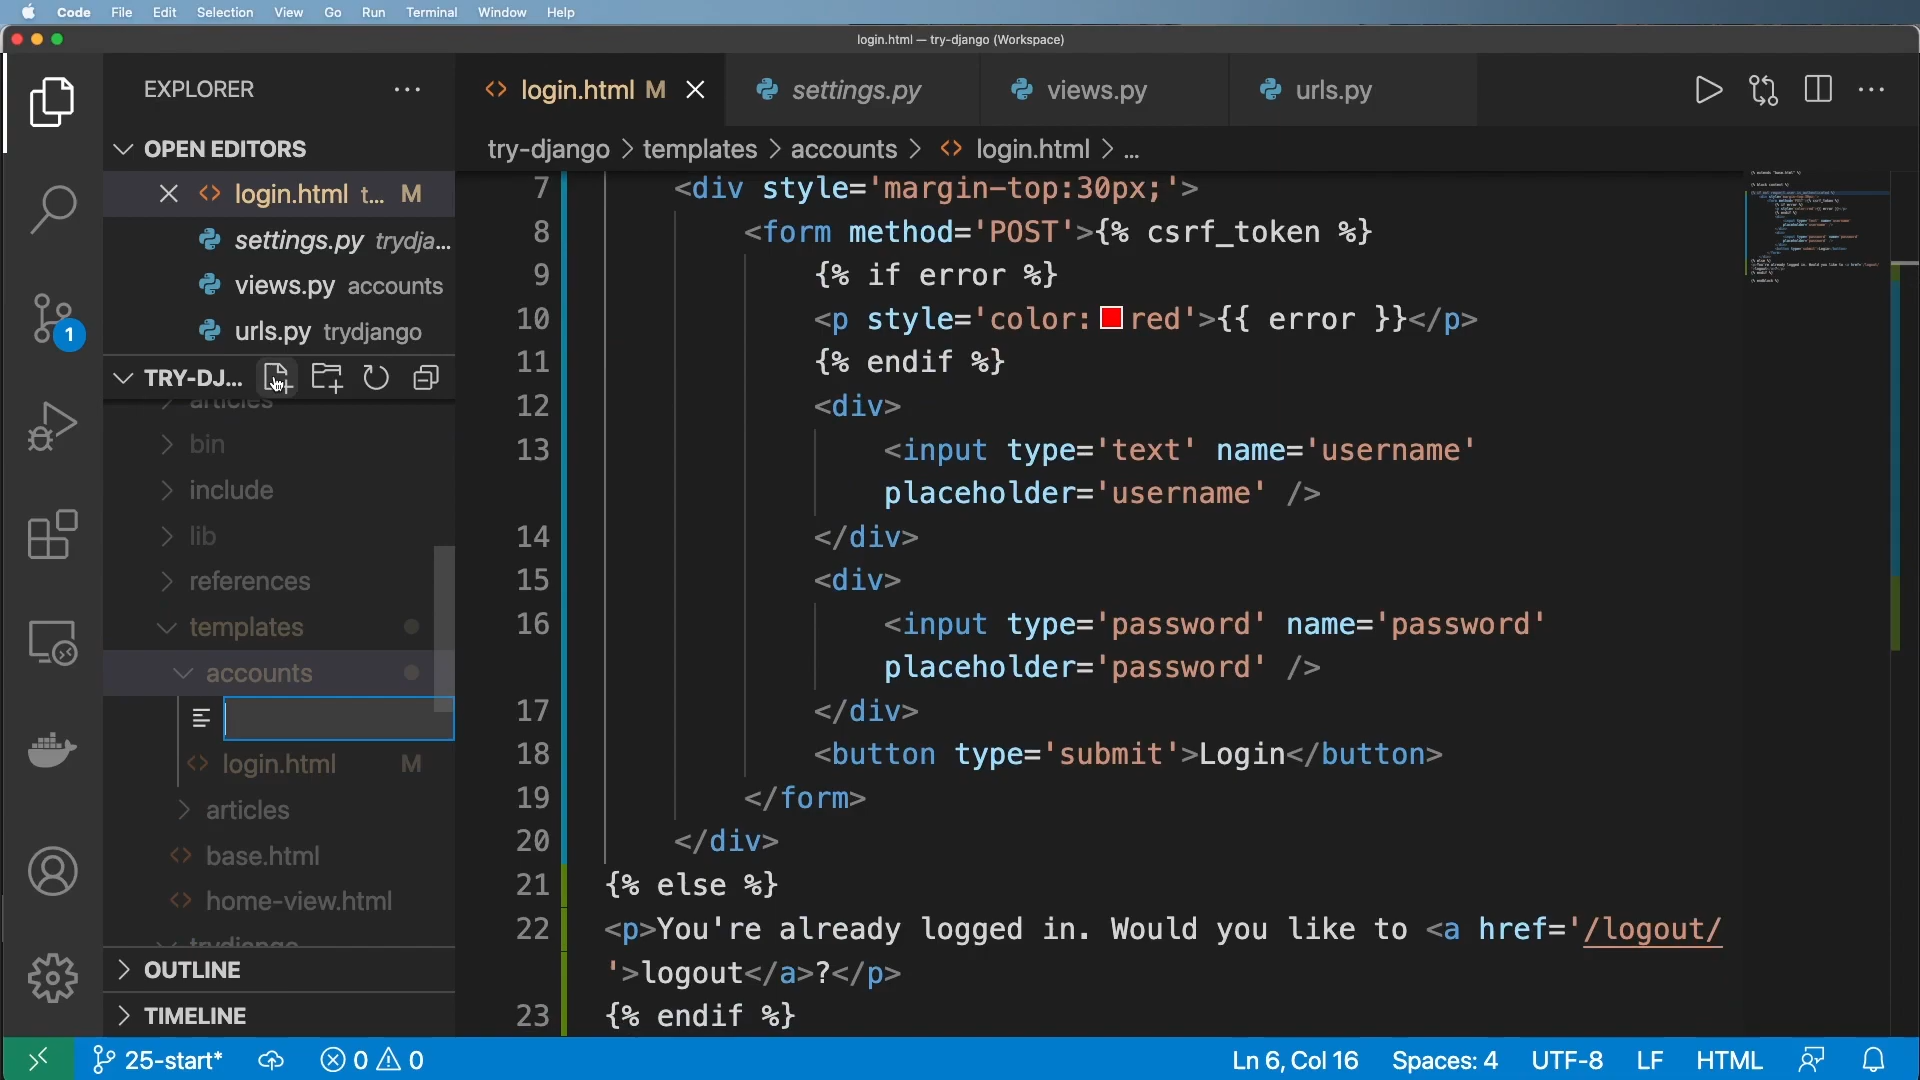 Code File Edit Selection View Go Run Terminal Window Help
login.html — try-django (Workspace)
EXPLORER
login.html M
settings.py
views.py
urls.py
OPEN EDITORS
try-django > templates > accounts > login.html > ...
login.html t... M
settings.py trydja...
views.py accounts
urls.py trydjango
1
TRY-DJ...
articles
bin
include
lib
references
templates
accounts
login.html M
articles
base.html
home-view.html
trydjango
OUTLINE
TIMELINE
7 <div style='margin-top:30px;'>
8 <form method='POST'>{% csrf_token %}
9 {% if error %}
10 <p style='color:red'>{{ error }}</p>
11 {% endif %}
12 <div>
13 <input type='text' name='username'
placeholder='username' />
14 </div>
15 <div>
16 <input type='password' name='password'
placeholder='password' />
17 </div>
18 <button type='submit'>Login</button>
19 </form>
20 </div>
21 {% else %}
22 <p>You're already logged in. Would you like to <a href='/logout/
'>logout</a>?</p>
23 {% endif %}
25-start* 0 0 Ln 6, Col 16 Spaces: 4 UTF-8 LF HTML